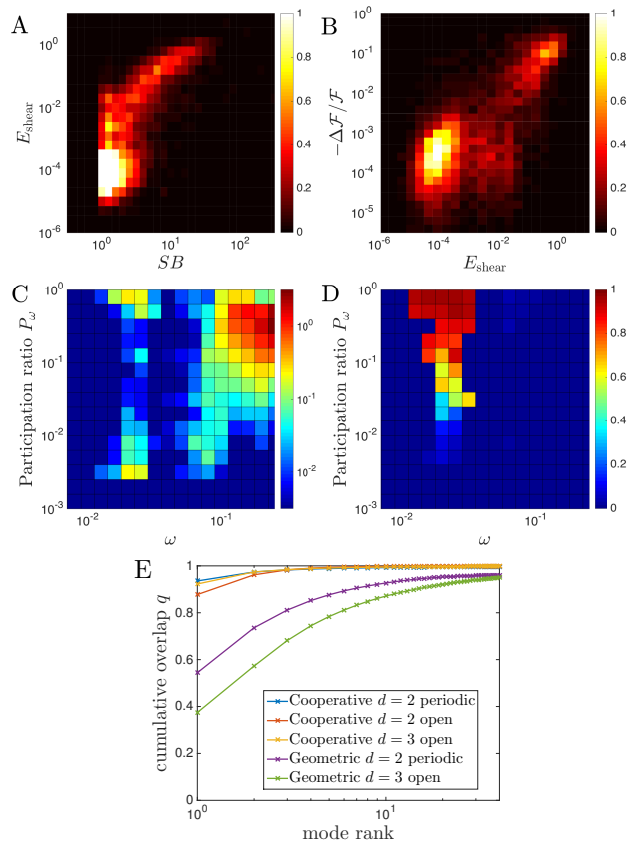 A
10^0
10^-2
10^-4
10^-6
E_shear
10^0
10^1
10^2
SB
1
0.8
0.6
0.4
0.2
0
B
10^0
10^-1
10^-2
10^-3
10^-4
10^-5
−Δℱ/ℱ
10^-6
10^-4
10^-2
10^0
E_shear
1
0.8
0.6
0.4
0.2
0
C
10^0
10^-1
10^-2
10^-3
Participation ratio P_ω
10^-2
10^-1
ω
10^0
10^-1
10^-2
D
10^0
10^-1
10^-2
10^-3
Participation ratio P_ω
10^-2
10^-1
ω
1
0.8
0.6
0.4
0.2
0
E
1
0.8
0.6
0.4
0.2
0
cumulative overlap q
Cooperative d = 2 periodic
Cooperative d = 2 open
Cooperative d = 3 open
Geometric d = 2 periodic
Geometric d = 3 open
10^0
10^1
mode rank